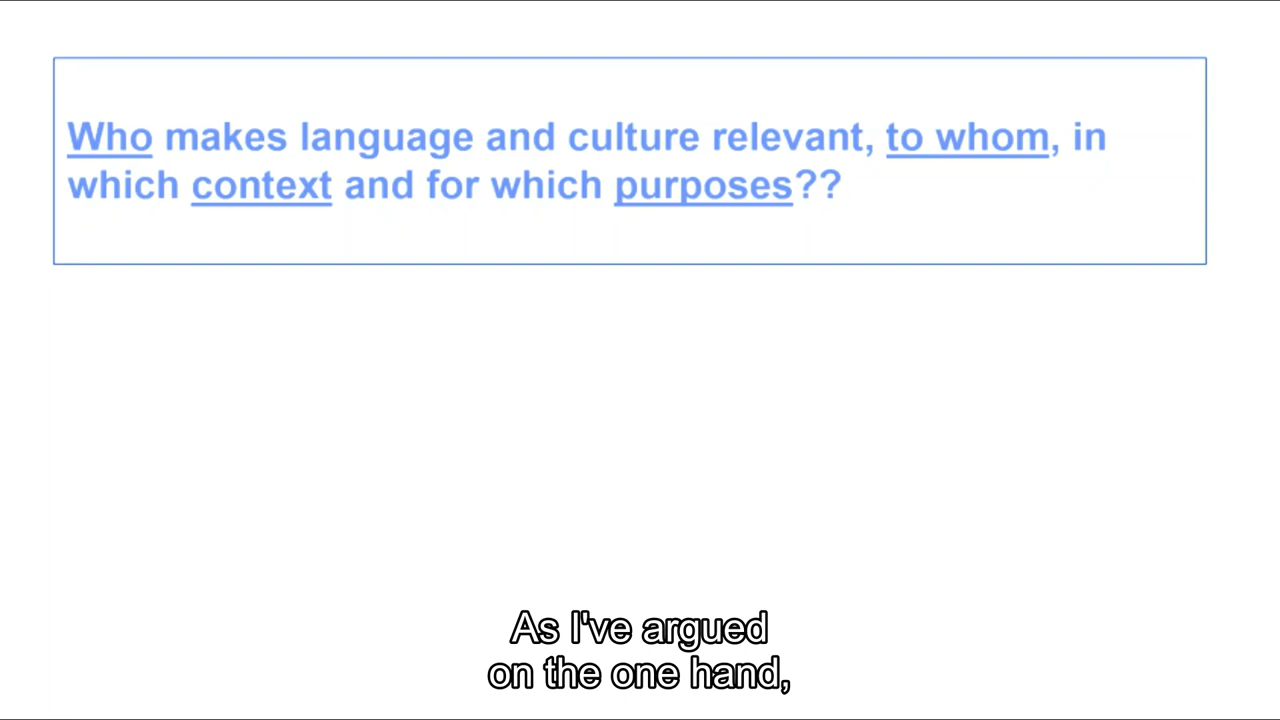 Who makes language and culture relevant, to whom, in
which context and for which purposes??
As I've argued
on the one hand,